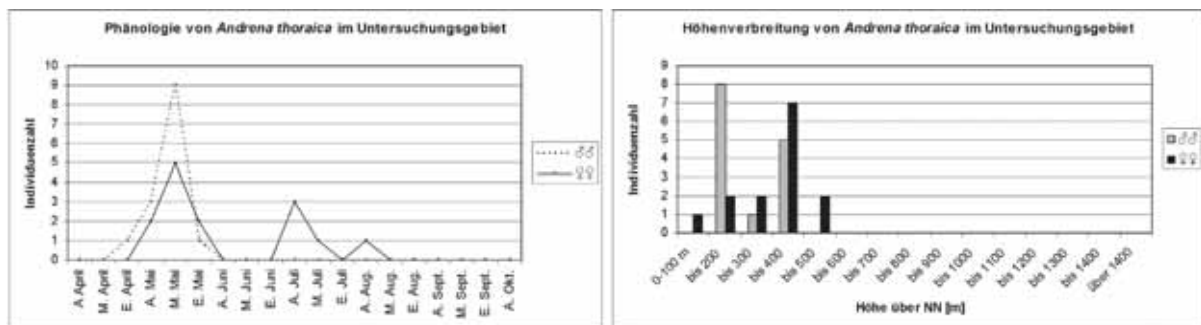 Phänologie von Andrena thoraica im Untersuchungsgebiet
Individuenzahl
10
9
8
7
6
5
4
3
2
1
0
A. April
M. April
E. April
A. Mai
M. Mai
E. Mai
A. Juni
M. Juni
E. Juni
A. Juli
M. Juli
E. Juli
A. Aug.
M. Aug.
E. Aug.
A. Sept.
M. Sept.
E. Sept.
A. Okt.
♂♂
♀♀
Höhenverbreitung von Andrena thoraica im Untersuchungsgebiet
Individuenzahl
9
8
7
6
5
4
3
2
1
0
0-100 m
bis 200
bis 300
bis 400
bis 500
bis 600
bis 700
bis 800
bis 900
bis 1000
bis 1100
bis 1200
bis 1300
bis 1400
über 1400
Höhe über NN [m]
♂♂
♀♀